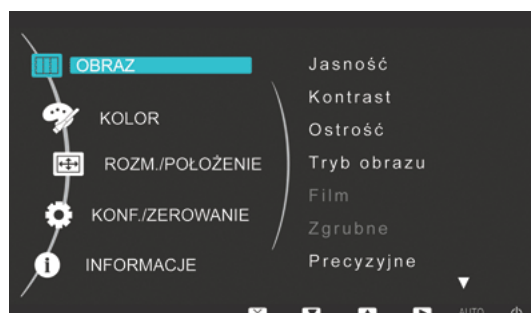 OBRAZ
KOLOR
ROZM./POŁOŻENIE
KONF./ZEROWANIE
INFORMACJE
Jasność
Kontrast
Ostrość
Tryb obrazu
Film
Zgrubne
Precyzyjne
AUTO